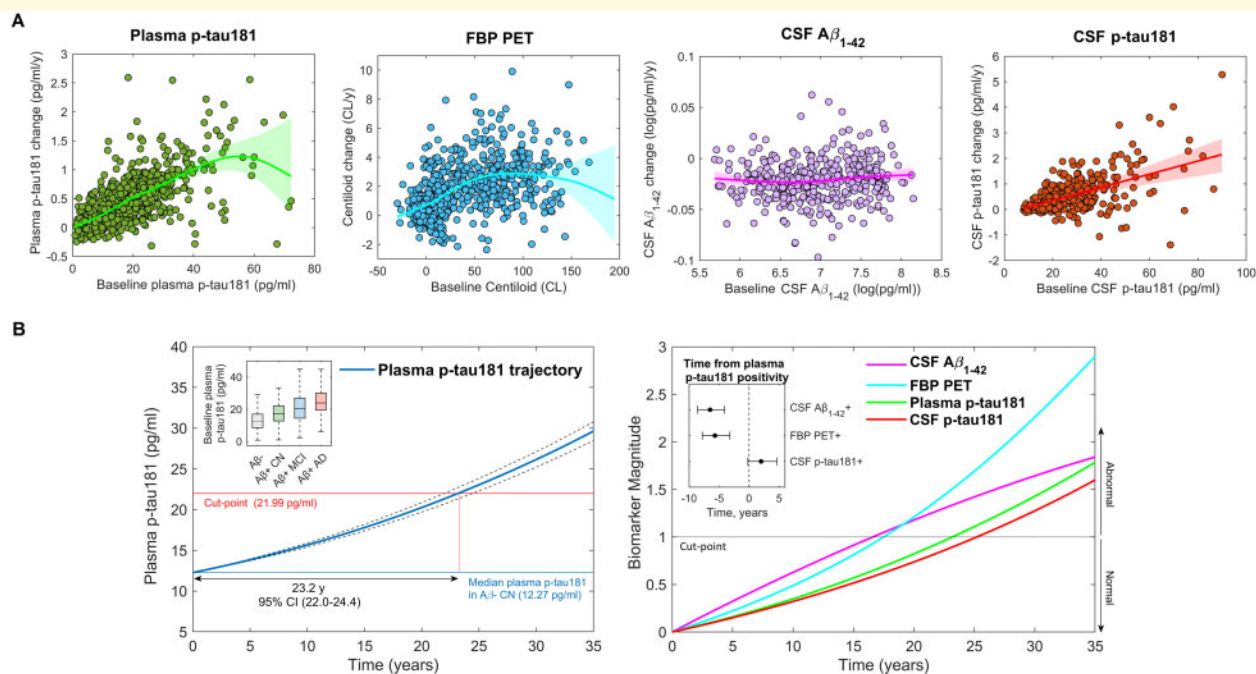 A
Plasma p-tau181
Plasma p-tau181 change (pg/ml/y)
3
2.5
2
1.5
1
0.5
0
-0.5
0 20 40 60 80
Baseline plasma p-tau181 (pg/ml)
FBP PET
Centiloid change (CL/y)
10
8
6
4
2
0
-2
-50 0 50 100 150 200
Baseline Centiloid (CL)
CSF Aβ1-42
CSF Aβ1-42 change (log(pg/ml)/y)
0.1
0.05
0
-0.05
-0.1
5.5 6 6.5 7 7.5 8 8.5
Baseline CSF Aβ1-42 (log(pg/ml))
CSF p-tau181
CSF p-tau181 change (pg/ml/y)
6
5
4
3
2
1
0
-1
-2
0 20 40 60 80 100
Baseline CSF p-tau181 (pg/ml)
B
Plasma p-tau181 (pg/ml)
40
35
30
25
20
15
10
5
0 5 10 15 20 25 30 35
Time (years)
Plasma p-tau181 trajectory
Baseline plasma
p-tau181 (pg/ml)
40
20
0
Aβ-
Aβ+ CN
Aβ+ MCI
Aβ+ AD
Cut-point (21.99 pg/ml)
23.2 y
95% CI (22.0-24.4)
Median plasma p-tau181
in Aβ- CN (12.27 pg/ml)
Biomarker Magnitude
3
2.5
2
1.5
1
0.5
0
0 5 10 15 20 25 30 35
Time (years)
Time from plasma
p-tau181 positivity
CSF Aβ1-42+
FBP PET+
CSF p-tau181+
-10 -5 0 5
Time, years
CSF Aβ1-42
FBP PET
Plasma p-tau181
CSF p-tau181
Cut-point
Abnormal
Normal